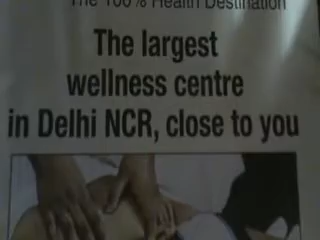 The 100% Health Destination
The largest
wellness centre
in Delhi NCR, close to you